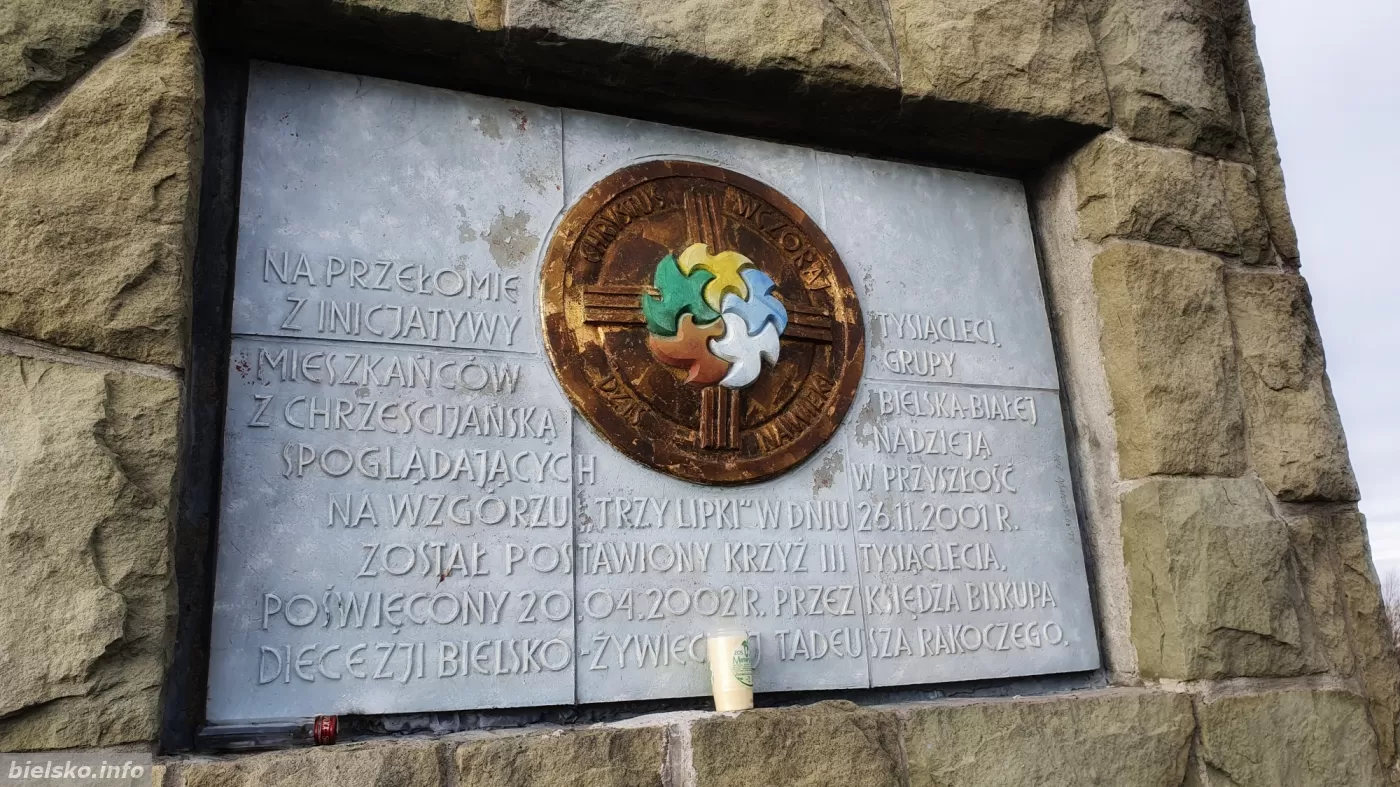 NA PRZEŁOMIE TYSIĄCLECI,
Z INICJATYWY GRUPY
MIESZKAŃCÓW BIELSKA-BIAŁEJ
Z CHRZEŚCIJAŃSKĄ NADZIEJĄ
SPOGLĄDAJĄCYCH W PRZYSZŁOŚĆ
NA WZGÓRZU „TRZY LIPKI" W DNIU 26.11.2001 R.
ZOSTAŁ POSTAWIONY KRZYŻ III TYSIĄCLECIA,
POŚWIĘCONY 20.04.2002 R. PRZEZ KSIĘDZA BISKUPA
DIECEZJI BIELSKO-ŻYWIECKIEJ TADEUSZA RAKOCZEGO.
CHRYSTUS WCZORAJ
DZIŚ NA WIEKI
bielsko.info